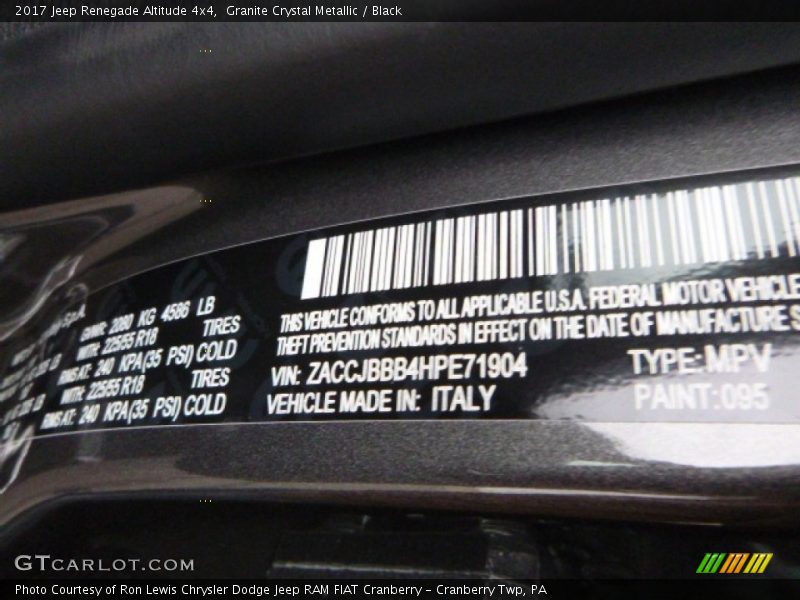 2017 Jeep Renegade Altitude 4x4, Granite Crystal Metallic / Black
GVWR: 2080 KG 4586 LB
WITH: 225/55 R18 TIRES
RIMS AT: 240 KPA(35 PSI) COLD
WITH: 225/55 R18 TIRES
RIMS AT: 240 KPA(35 PSI) COLD
THIS VEHICLE CONFORMS TO ALL APPLICABLE U.S.A. FEDERAL MOTOR VEHICLE
THEFT PREVENTION STANDARDS IN EFFECT ON THE DATE OF MANUFACTURE
VIN: ZACCJBBB4HPE71904 TYPE: MPV
VEHICLE MADE IN: ITALY PAINT: 095
GTCARLOT.COM
Photo Courtesy of Ron Lewis Chrysler Dodge Jeep RAM FIAT Cranberry – Cranberry Twp, PA